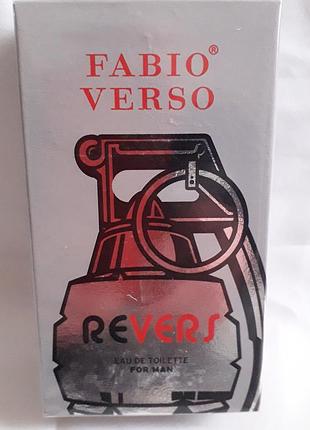 FABIO®
VERSO
REVERS
EAU DE TOILETTE
FOR MAN